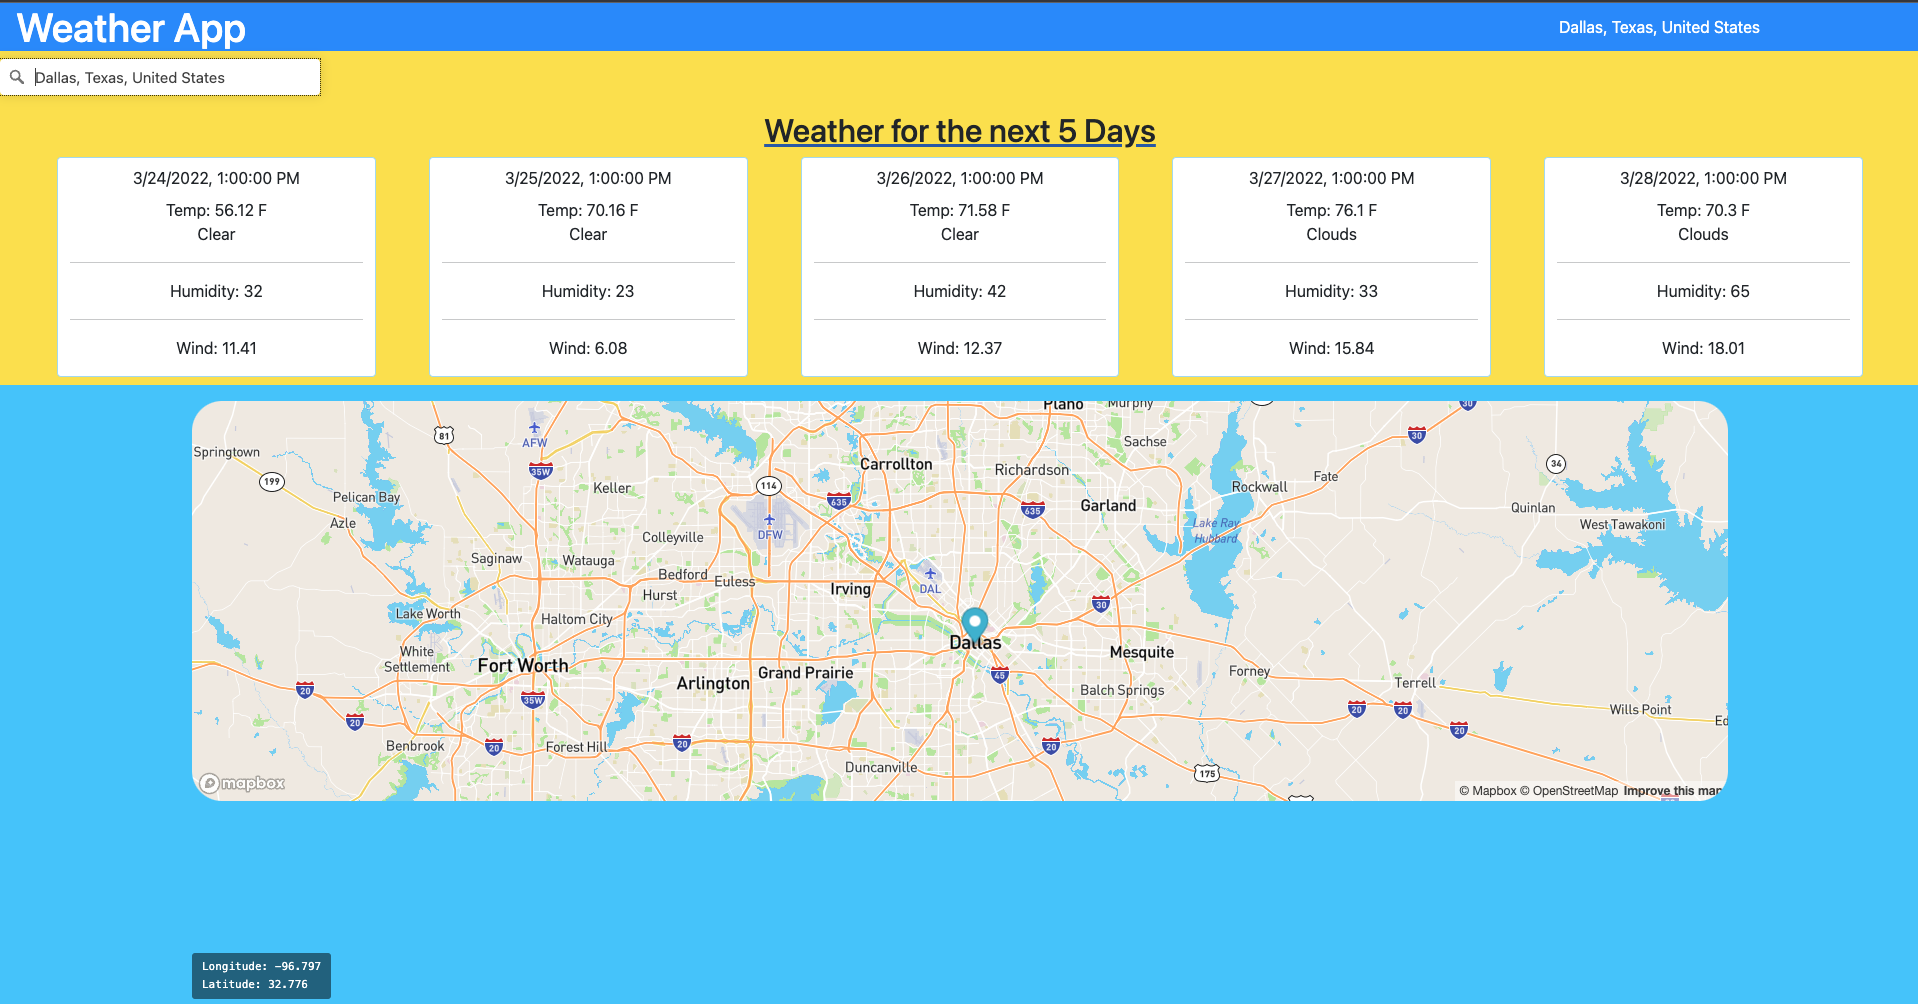 Weather App
Dallas, Texas, United States
Dallas, Texas, United States
Weather for the next 5 Days
3/24/2022, 1:00:00 PM
Temp: 56.12 F
Clear
Humidity: 32
Wind: 11.41
3/25/2022, 1:00:00 PM
Temp: 70.16 F
Clear
Humidity: 23
Wind: 6.08
3/26/2022, 1:00:00 PM
Temp: 71.58 F
Clear
Humidity: 42
Wind: 12.37
3/27/2022, 1:00:00 PM
Temp: 76.1 F
Clouds
Humidity: 33
Wind: 15.84
3/28/2022, 1:00:00 PM
Temp: 70.3 F
Clouds
Humidity: 65
Wind: 18.01
Plano
Murphy
30
81
AFW
30
Sachse
Springtown
35W
Carrollton
Richardson
34
199
Keller
114
Fate
Rockwall
Pelican Bay
635
635
Garland
Quinlan
Azle
Lake Ray
Hubbard
West Tawakoni
DFW
Colleyville
Saginaw
Watauga
Bedford
Euless
Irving
DAL
Hurst
30
Lake Worth
Haltom City
Dallas
White
Settlement
Fort Worth
Mesquite
Grand Prairie
Arlington
45
Forney
Terrell
20
35W
Balch Springs
20
20
Wills Point
20
Ed
20
Benbrook
20
Forest Hill
20
20
Duncanville
175
mapbox
© Mapbox © OpenStreetMap Improve this map
Longitude: -96.797
Latitude: 32.776